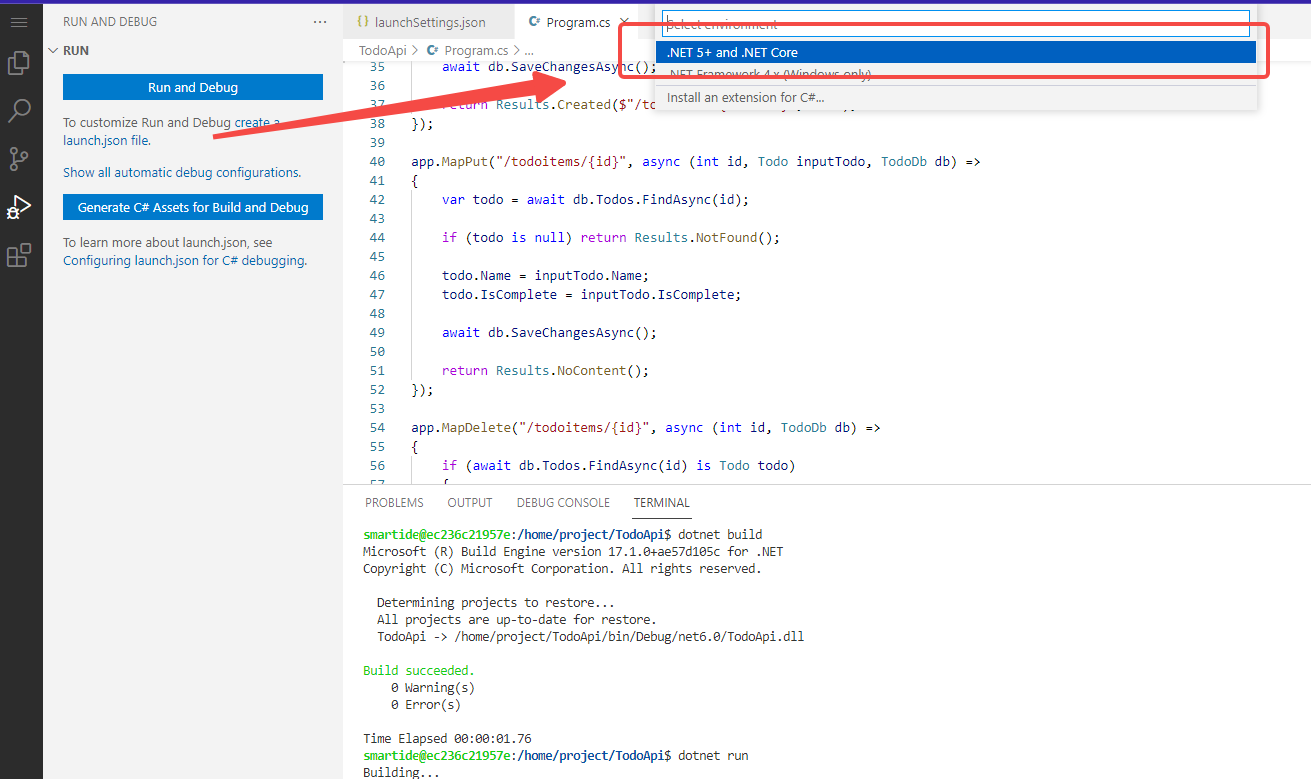 RUN AND DEBUG
RUN
Run and Debug
To customize Run and Debug create a
launch.json file.
Show all automatic debug configurations.
Generate C# Assets for Build and Debug
To learn more about launch.json, see
Configuring launch.json for C# debugging.
{} launchSettings.json
C# Program.cs
TodoApi > C# Program.cs > ...
Select environment
.NET 5+ and .NET Core
.NET Framework 4.x (Windows only)
Install an extension for C#...
35 await db.SaveChangesAsync();
36
37 return Results.Created($"/to
38 });
39
40 app.MapPut("/todoitems/{id}", async (int id, Todo inputTodo, TodoDb db) =>
41 {
42 var todo = await db.Todos.FindAsync(id);
43
44 if (todo is null) return Results.NotFound();
45
46 todo.Name = inputTodo.Name;
47 todo.IsComplete = inputTodo.IsComplete;
48
49 await db.SaveChangesAsync();
50
51 return Results.NoContent();
52 });
53
54 app.MapDelete("/todoitems/{id}", async (int id, TodoDb db) =>
55 {
56 if (await db.Todos.FindAsync(id) is Todo todo)
57 {
PROBLEMS OUTPUT DEBUG CONSOLE TERMINAL
smartide@ec236c21957e:/home/project/TodoApi$ dotnet build
Microsoft (R) Build Engine version 17.1.0+ae57d105c for .NET
Copyright (C) Microsoft Corporation. All rights reserved.
Determining projects to restore...
All projects are up-to-date for restore.
TodoApi -> /home/project/TodoApi/bin/Debug/net6.0/TodoApi.dll
Build succeeded.
0 Warning(s)
0 Error(s)
Time Elapsed 00:00:01.76
smartide@ec236c21957e:/home/project/TodoApi$ dotnet run
Building...